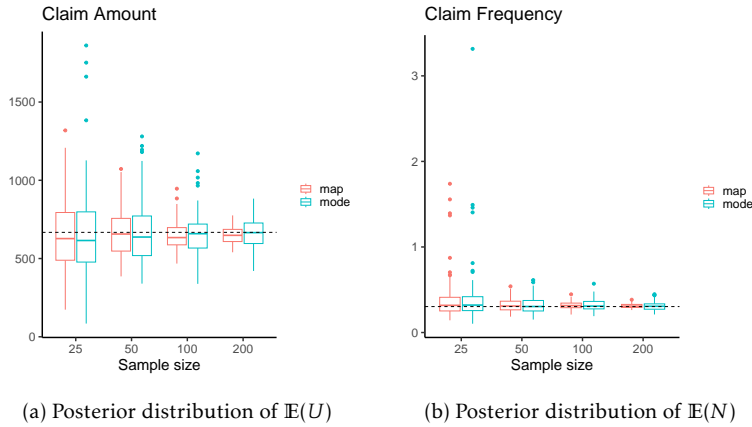 Claim Amount
1500
1000
500
0
25 50 100 200
Sample size
map
mode
(a) Posterior distribution of 𝔼(U)
Claim Frequency
3
2
1
0
25 50 100 200
Sample size
map
mode
(b) Posterior distribution of 𝔼(N)